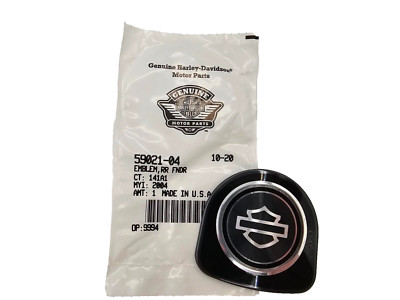 Genuine Harley-Davidson®
Motor Parts
GENUINE
MOTOR PARTS
59021-04 10-20
EMBLEM,RR FNDR
CT: 141A1
MYI: 2004
AMT: 1 MADE IN U.S.A
OP:9994